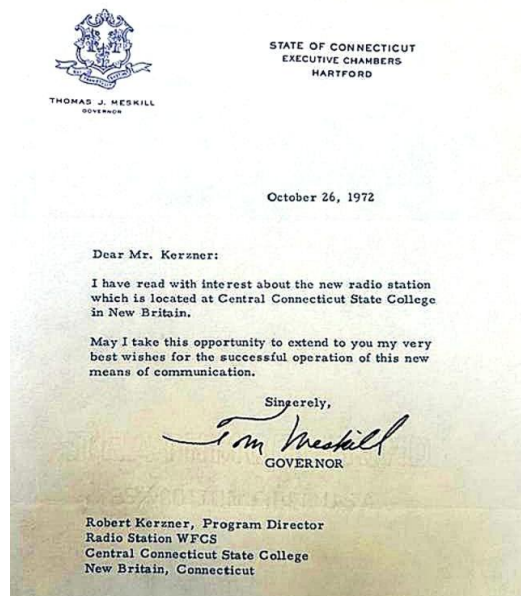 THOMAS J. MESKILL
GOVERNOR
STATE OF CONNECTICUT
EXECUTIVE CHAMBERS
HARTFORD
October 26, 1972
Dear Mr. Kerzner:
I have read with interest about the new radio station
which is located at Central Connecticut State College
in New Britain.
May I take this opportunity to extend to you my very
best wishes for the successful operation of this new
means of communication.
Sincerely,
Tom Meskill
GOVERNOR
Robert Kerzner, Program Director
Radio Station WFCS
Central Connecticut State College
New Britain, Connecticut